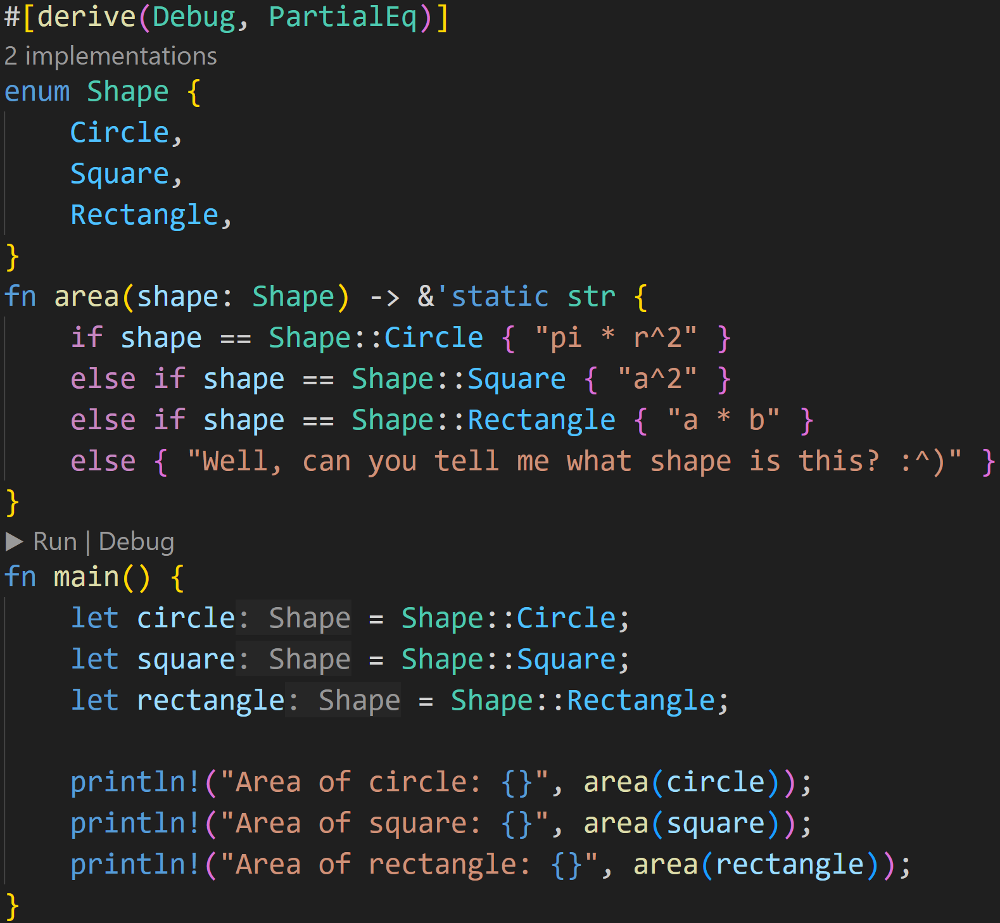 #[derive(Debug, PartialEq)]
2 implementations
enum Shape {
    Circle,
    Square,
    Rectangle,
}
fn area(shape: Shape) -> &'static str {
    if shape == Shape::Circle { "pi * r^2" }
    else if shape == Shape::Square { "a^2" }
    else if shape == Shape::Rectangle { "a * b" }
    else { "Well, can you tell me what shape is this? :^)" }
}
▶ Run | Debug
fn main() {
    let circle: Shape = Shape::Circle;
    let square: Shape = Shape::Square;
    let rectangle: Shape = Shape::Rectangle;

    println!("Area of circle: {}", area(circle));
    println!("Area of square: {}", area(square));
    println!("Area of rectangle: {}", area(rectangle));
}